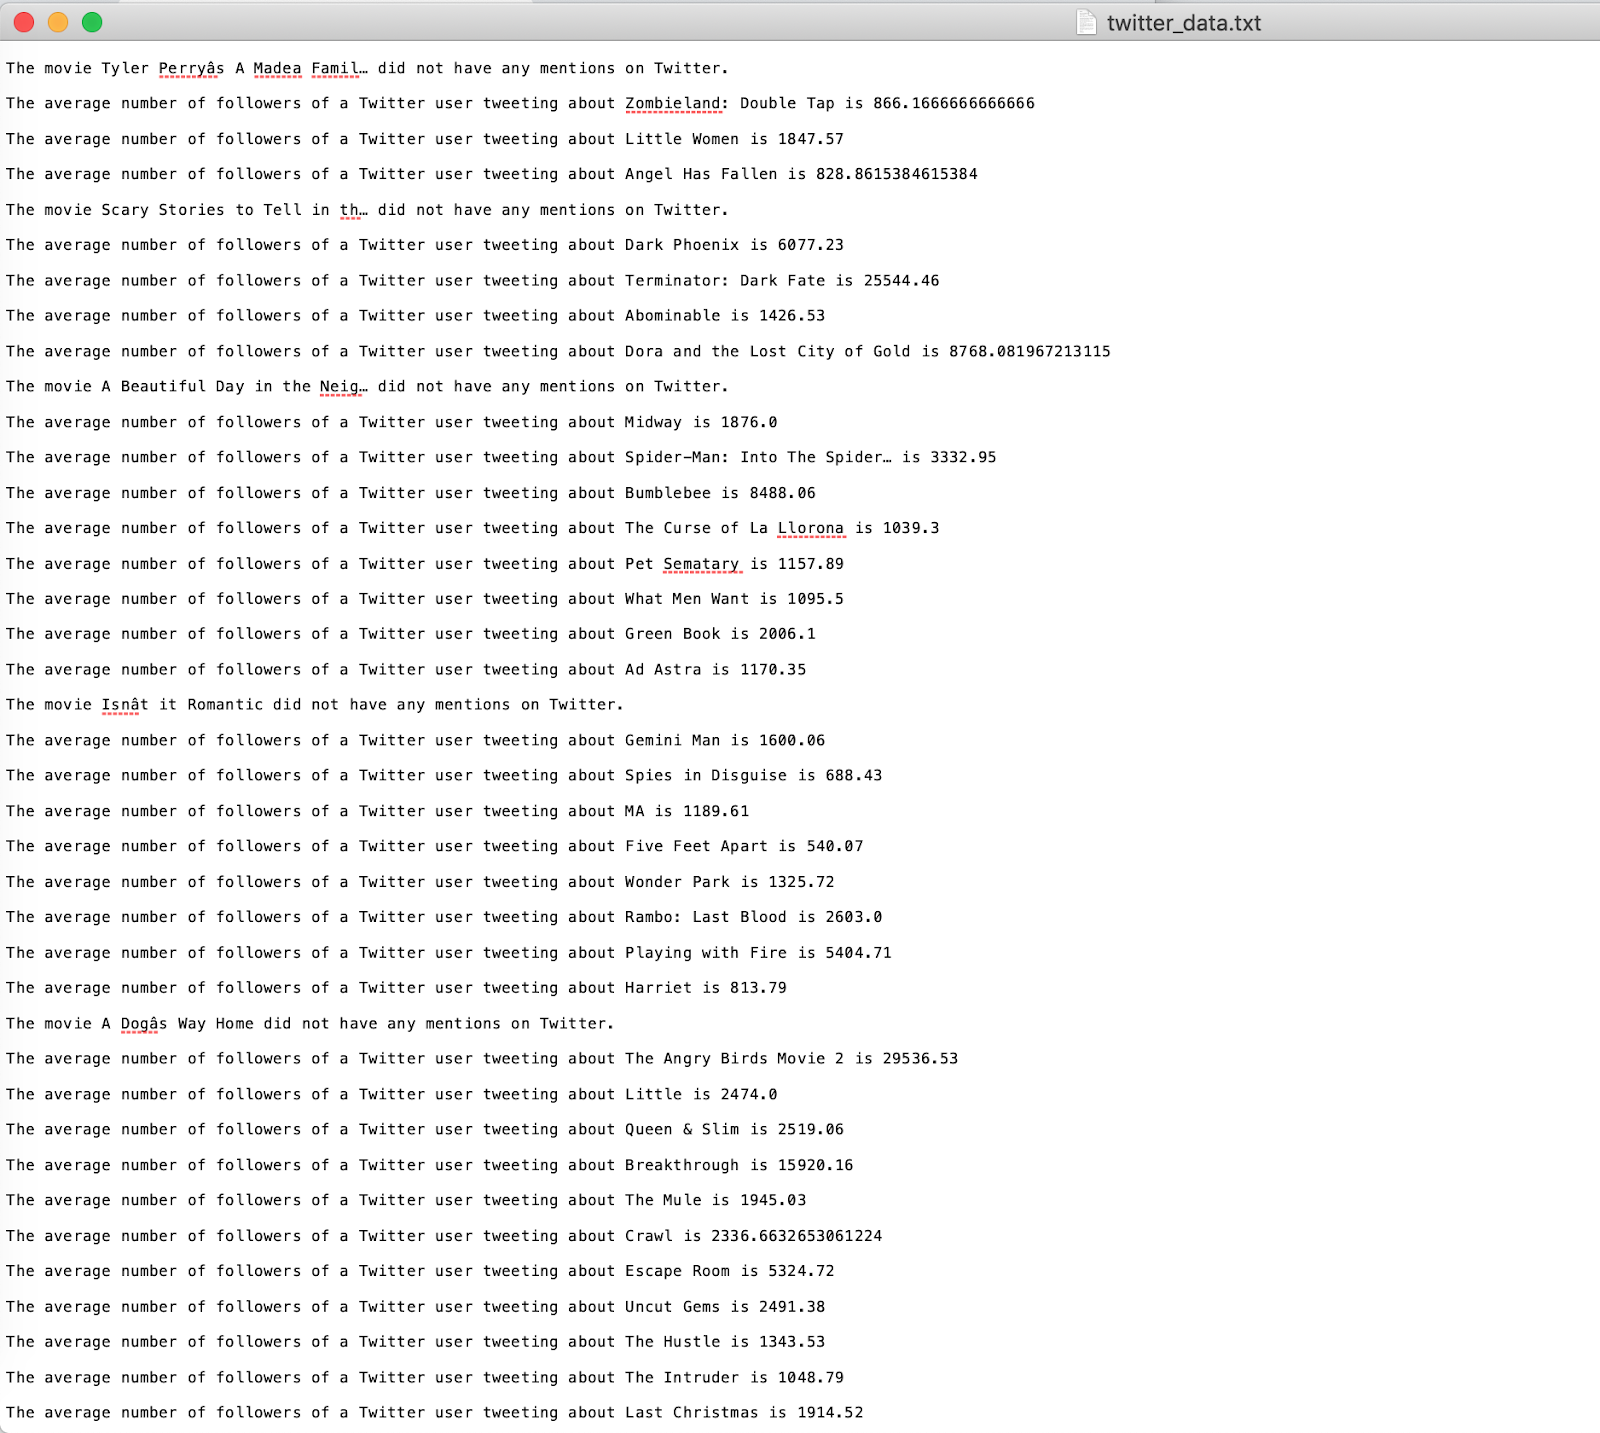 twitter_data.txt
The movie Tyler Perryâs A Madea Famil… did not have any mentions on Twitter.
The average number of followers of a Twitter user tweeting about Zombieland: Double Tap is 866.1666666666666
The average number of followers of a Twitter user tweeting about Little Women is 1847.57
The average number of followers of a Twitter user tweeting about Angel Has Fallen is 828.8615384615384
The movie Scary Stories to Tell in th… did not have any mentions on Twitter.
The average number of followers of a Twitter user tweeting about Dark Phoenix is 6077.23
The average number of followers of a Twitter user tweeting about Terminator: Dark Fate is 25544.46
The average number of followers of a Twitter user tweeting about Abominable is 1426.53
The average number of followers of a Twitter user tweeting about Dora and the Lost City of Gold is 8768.081967213115
The movie A Beautiful Day in the Neig… did not have any mentions on Twitter.
The average number of followers of a Twitter user tweeting about Midway is 1876.0
The average number of followers of a Twitter user tweeting about Spider-Man: Into The Spider… is 3332.95
The average number of followers of a Twitter user tweeting about Bumblebee is 8488.06
The average number of followers of a Twitter user tweeting about The Curse of La Llorona is 1039.3
The average number of followers of a Twitter user tweeting about Pet Sematary is 1157.89
The average number of followers of a Twitter user tweeting about What Men Want is 1095.5
The average number of followers of a Twitter user tweeting about Green Book is 2006.1
The average number of followers of a Twitter user tweeting about Ad Astra is 1170.35
The movie Isnât it Romantic did not have any mentions on Twitter.
The average number of followers of a Twitter user tweeting about Gemini Man is 1600.06
The average number of followers of a Twitter user tweeting about Spies in Disguise is 688.43
The average number of followers of a Twitter user tweeting about MA is 1189.61
The average number of followers of a Twitter user tweeting about Five Feet Apart is 540.07
The average number of followers of a Twitter user tweeting about Wonder Park is 1325.72
The average number of followers of a Twitter user tweeting about Rambo: Last Blood is 2603.0
The average number of followers of a Twitter user tweeting about Playing with Fire is 5404.71
The average number of followers of a Twitter user tweeting about Harriet is 813.79
The movie A Dogâs Way Home did not have any mentions on Twitter.
The average number of followers of a Twitter user tweeting about The Angry Birds Movie 2 is 29536.53
The average number of followers of a Twitter user tweeting about Little is 2474.0
The average number of followers of a Twitter user tweeting about Queen & Slim is 2519.06
The average number of followers of a Twitter user tweeting about Breakthrough is 15920.16
The average number of followers of a Twitter user tweeting about The Mule is 1945.03
The average number of followers of a Twitter user tweeting about Crawl is 2336.6632653061224
The average number of followers of a Twitter user tweeting about Escape Room is 5324.72
The average number of followers of a Twitter user tweeting about Uncut Gems is 2491.38
The average number of followers of a Twitter user tweeting about The Hustle is 1343.53
The average number of followers of a Twitter user tweeting about The Intruder is 1048.79
The average number of followers of a Twitter user tweeting about Last Christmas is 1914.52